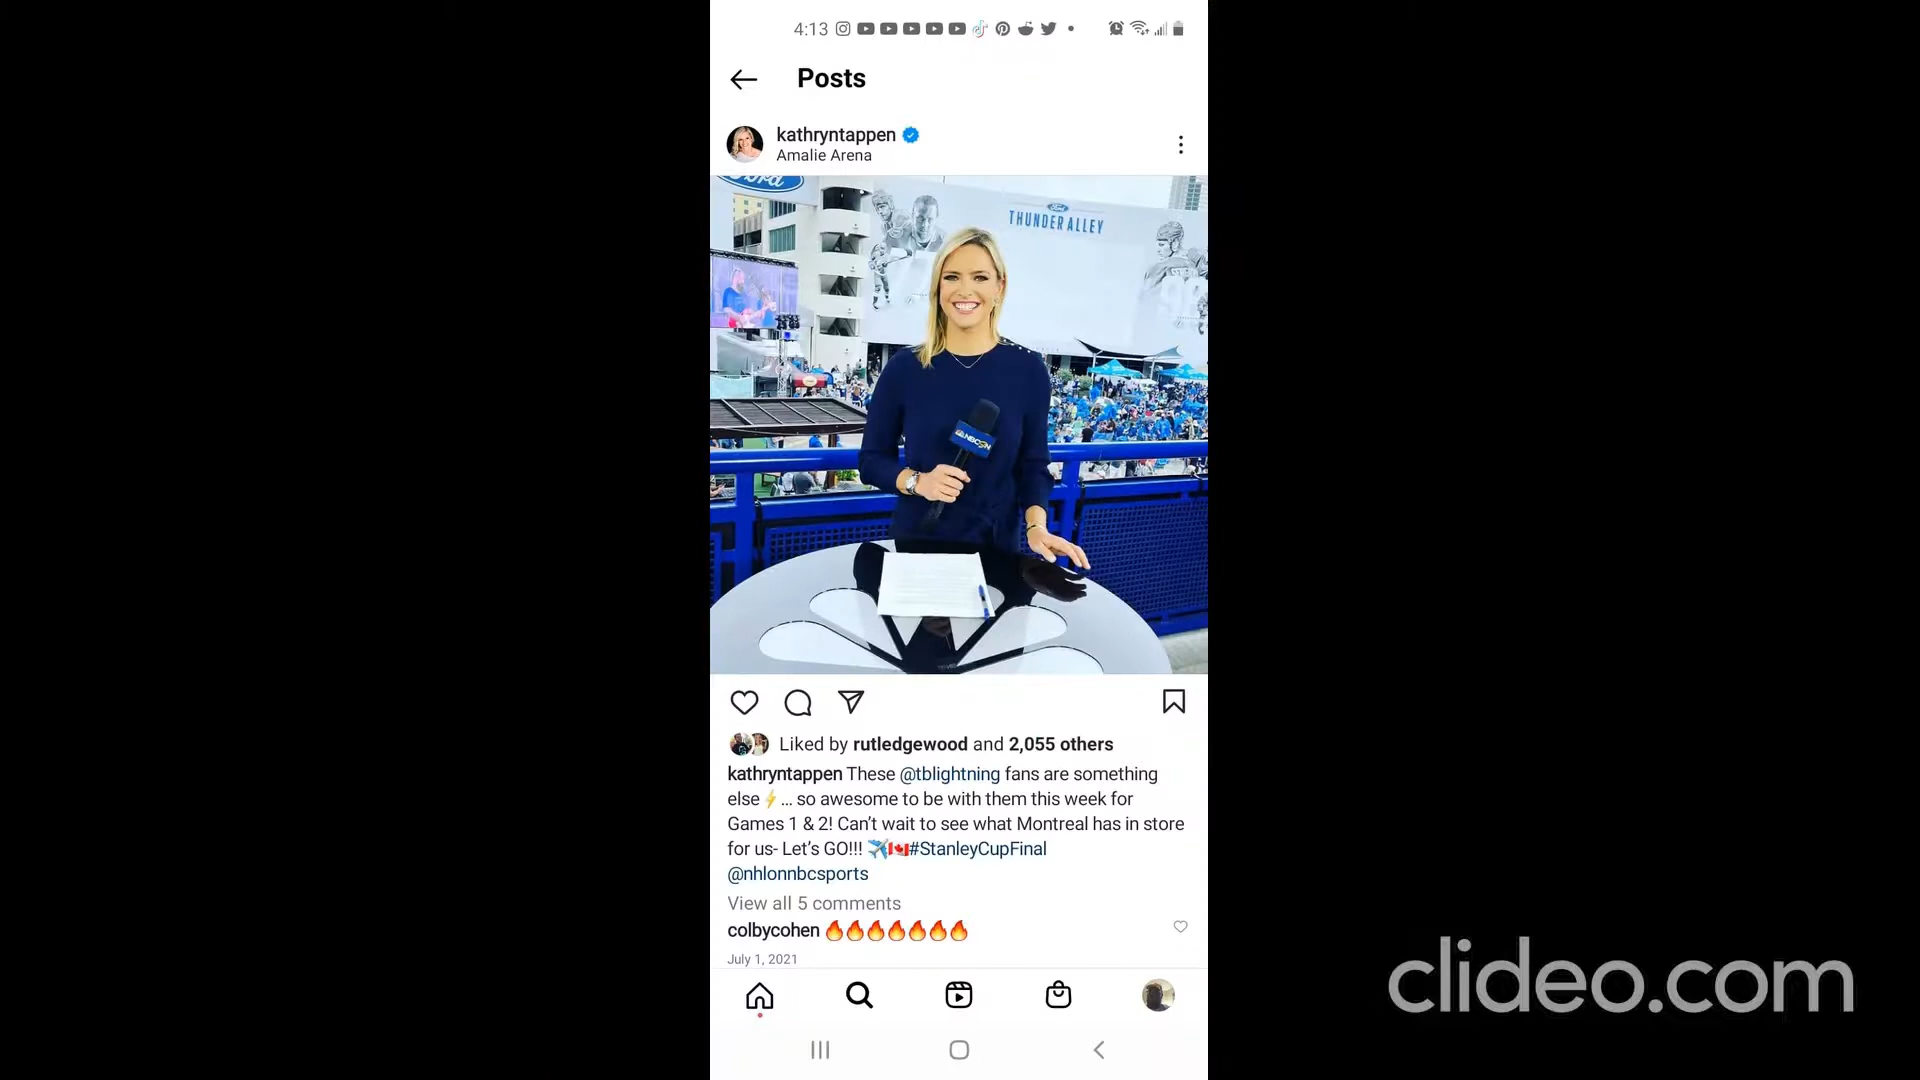 4:13
Posts
kathryntappen
Amalie Arena
Ford
Ford
THUNDER ALLEY
NBCSN
Liked by rutledgewood and 2,055 others
kathryntappen These @tblightning fans are something
else⚡... so awesome to be with them this week for
Games 1 & 2! Can't wait to see what Montreal has in store
for us- Let's GO!!! ✈️🇨🇦#StanleyCupFinal
@nhlonnbcsports
View all 5 comments
colbycohen 🔥🔥🔥🔥🔥🔥🔥
July 1, 2021
clideo.com